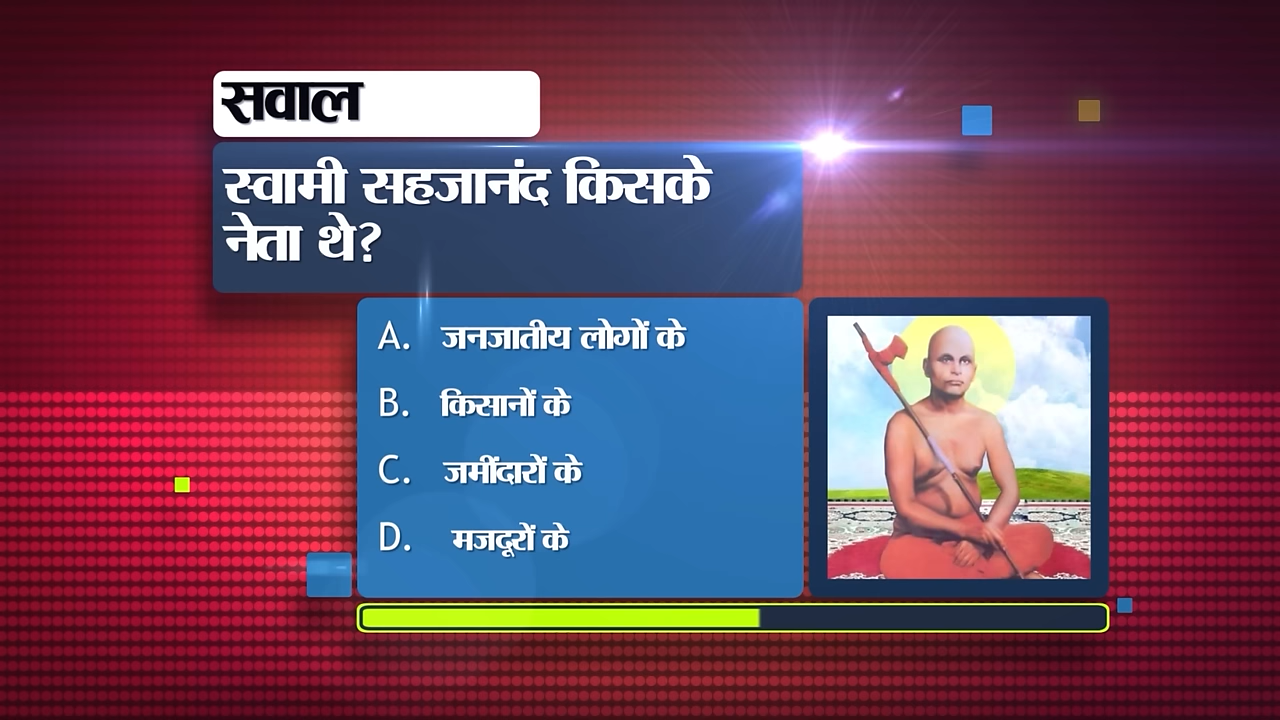 सवाल
स्वामी सहजानंद किसके
नेता थे?
A. जनजातीय लोगों के
B. किसानों के
C. जमींदारों के
D. मजदूरों के